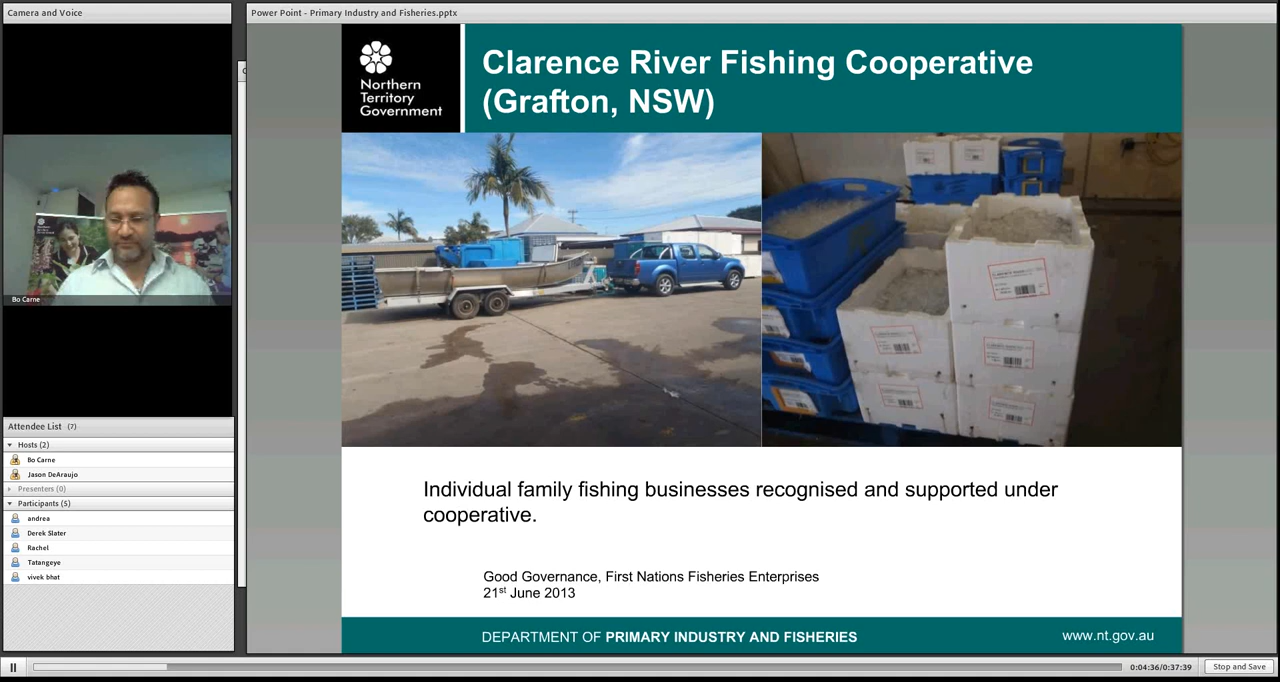 Camera and Voice
Bo Carne
Attendee List (7)
Hosts (2)
Bo Carne
Jason DeAraujo
Presenters (0)
Participants (5)
andrea
Derek Slater
Rachel
Tatangeye
vivek bhat
Power Point - Primary Industry and Fisheries.pptx
Northern
Territory
Government
Clarence River Fishing Cooperative
(Grafton, NSW)
Individual family fishing businesses recognised and supported under
cooperative.
Good Governance, First Nations Fisheries Enterprises
21st June 2013
DEPARTMENT OF PRIMARY INDUSTRY AND FISHERIES
www.nt.gov.au
0:04:36/0:37:39
Stop and Save